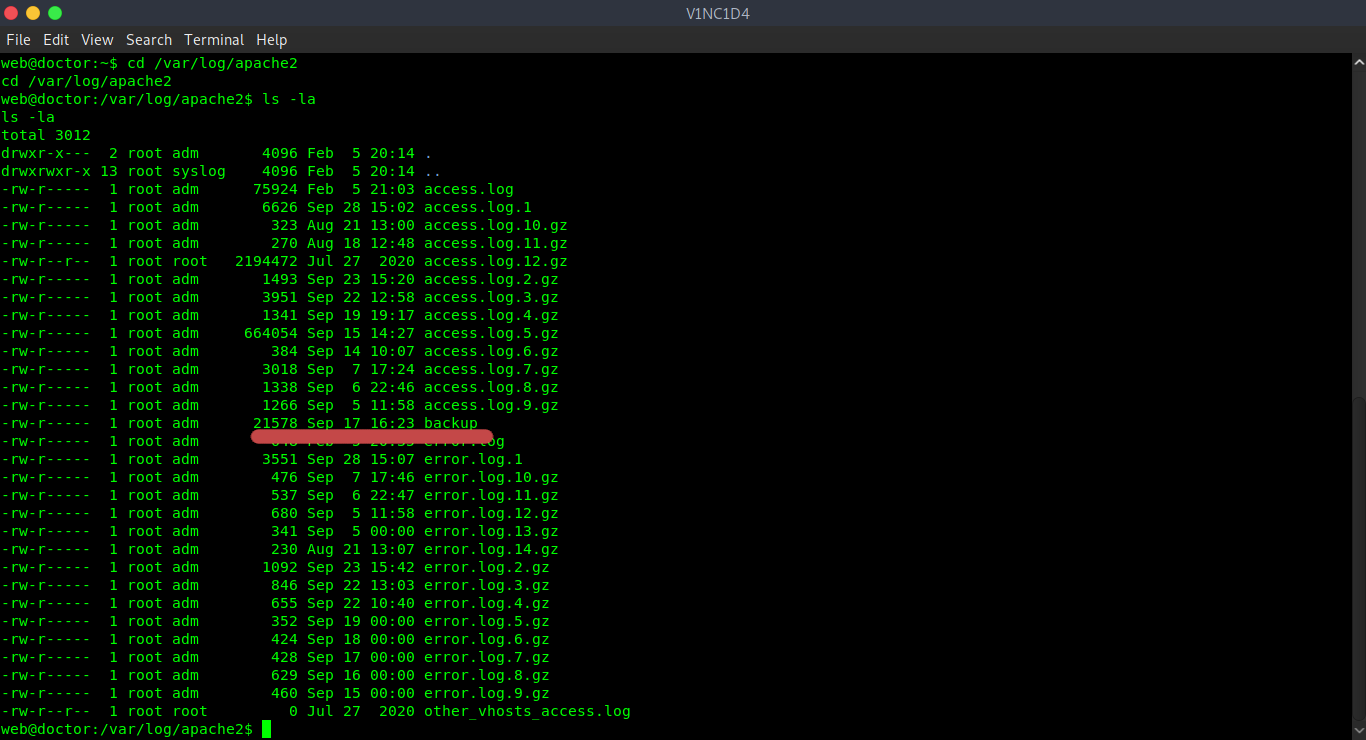 V1NC1D4
File Edit View Search Terminal Help
web@doctor:~$ cd /var/log/apache2
cd /var/log/apache2
web@doctor:/var/log/apache2$ ls -la
ls -la
total 3012
drwxr-x---  2 root adm       4096 Feb  5 20:14 .
drwxrwxr-x 13 root syslog    4096 Feb  5 20:14 ..
-rw-r-----  1 root adm      75924 Feb  5 21:03 access.log
-rw-r-----  1 root adm       6626 Sep 28 15:02 access.log.1
-rw-r-----  1 root adm        323 Aug 21 13:00 access.log.10.gz
-rw-r-----  1 root adm        270 Aug 18 12:48 access.log.11.gz
-rw-r--r--  1 root root   2194472 Jul 27  2020 access.log.12.gz
-rw-r-----  1 root adm       1493 Sep 23 15:20 access.log.2.gz
-rw-r-----  1 root adm       3951 Sep 22 12:58 access.log.3.gz
-rw-r-----  1 root adm       1341 Sep 19 19:17 access.log.4.gz
-rw-r-----  1 root adm     664054 Sep 15 14:27 access.log.5.gz
-rw-r-----  1 root adm        384 Sep 14 10:07 access.log.6.gz
-rw-r-----  1 root adm       3018 Sep  7 17:24 access.log.7.gz
-rw-r-----  1 root adm       1338 Sep  6 22:46 access.log.8.gz
-rw-r-----  1 root adm       1266 Sep  5 11:58 access.log.9.gz
-rw-r-----  1 root adm      21578 Sep 17 16:23 backup
-rw-r-----  1 root adm error.log
-rw-r-----  1 root adm       3551 Sep 28 15:07 error.log.1
-rw-r-----  1 root adm        476 Sep  7 17:46 error.log.10.gz
-rw-r-----  1 root adm        537 Sep  6 22:47 error.log.11.gz
-rw-r-----  1 root adm        680 Sep  5 11:58 error.log.12.gz
-rw-r-----  1 root adm        341 Sep  5 00:00 error.log.13.gz
-rw-r-----  1 root adm        230 Aug 21 13:07 error.log.14.gz
-rw-r-----  1 root adm       1092 Sep 23 15:42 error.log.2.gz
-rw-r-----  1 root adm        846 Sep 22 13:03 error.log.3.gz
-rw-r-----  1 root adm        655 Sep 22 10:40 error.log.4.gz
-rw-r-----  1 root adm        352 Sep 19 00:00 error.log.5.gz
-rw-r-----  1 root adm        424 Sep 18 00:00 error.log.6.gz
-rw-r-----  1 root adm        428 Sep 17 00:00 error.log.7.gz
-rw-r-----  1 root adm        629 Sep 16 00:00 error.log.8.gz
-rw-r-----  1 root adm        460 Sep 15 00:00 error.log.9.gz
-rw-r--r--  1 root root         0 Jul 27  2020 other_vhosts_access.log
web@doctor:/var/log/apache2$